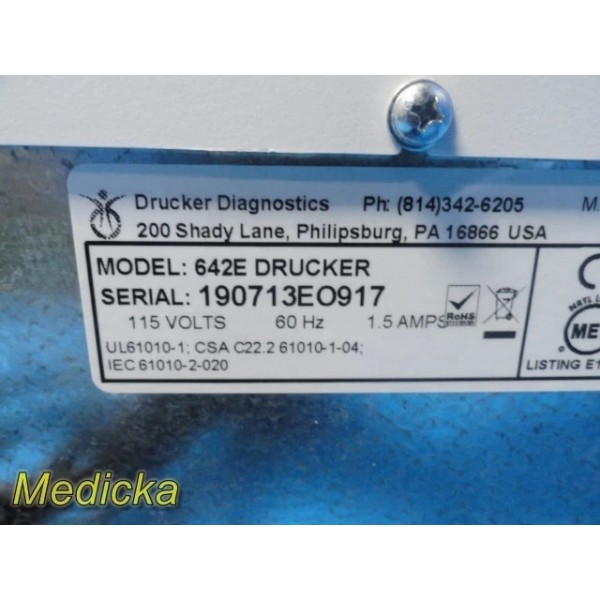 Drucker Diagnostics Ph: (814)342-6205 M.
200 Shady Lane, Philipsburg, PA 16866 USA
MODEL: 642E DRUCKER
SERIAL: 190713EO917
115 VOLTS 60 Hz 1.5 AMPS
RoHS
UL61010-1; CSA C22.2 61010-1-04;
IEC 61010-2-020
C
MET
LISTING E1
Medicka